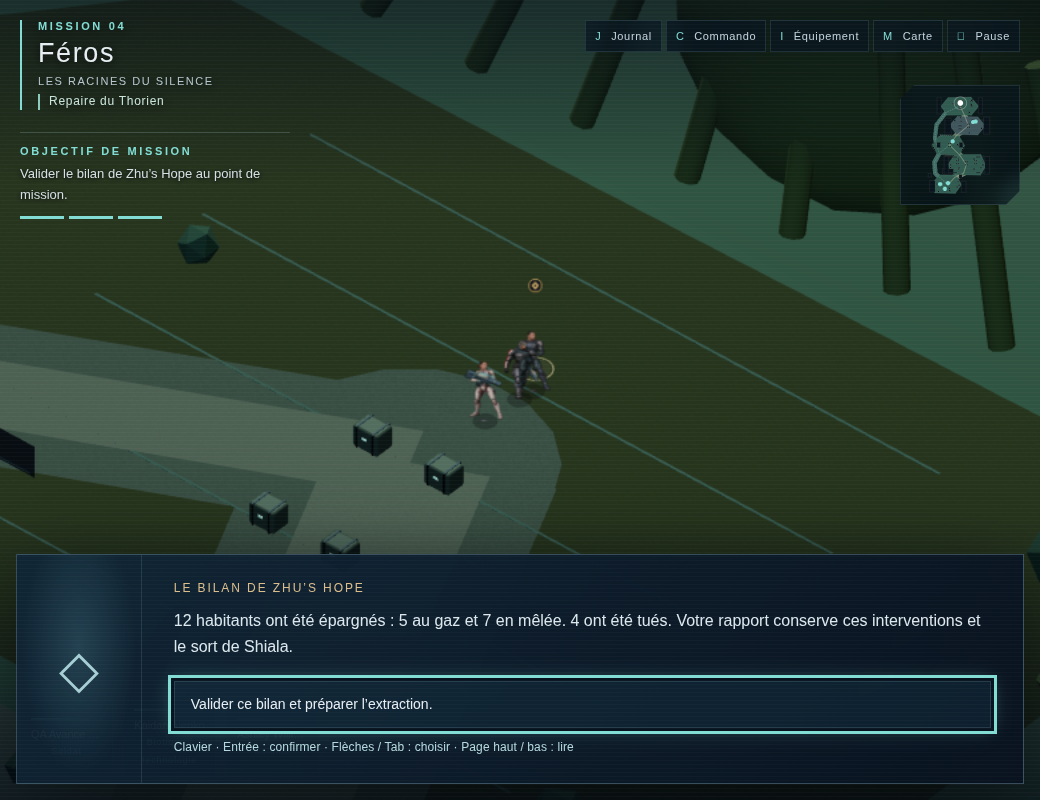 MISSION 04
Féros
LES RACINES DU SILENCE
Repaire du Thorien
J Journal
C Commando
I Équipement
M Carte
Pause
OBJECTIF DE MISSION
Valider le bilan de Zhu's Hope au point de
mission.
LE BILAN DE ZHU'S HOPE
12 habitants ont été épargnés : 5 au gaz et 7 en mêlée. 4 ont été tués. Votre rapport conserve ces interventions et
le sort de Shiala.
Valider ce bilan et préparer l'extraction.
Clavier · Entrée : confirmer · Flèches / Tab : choisir · Page haut / bas : lire